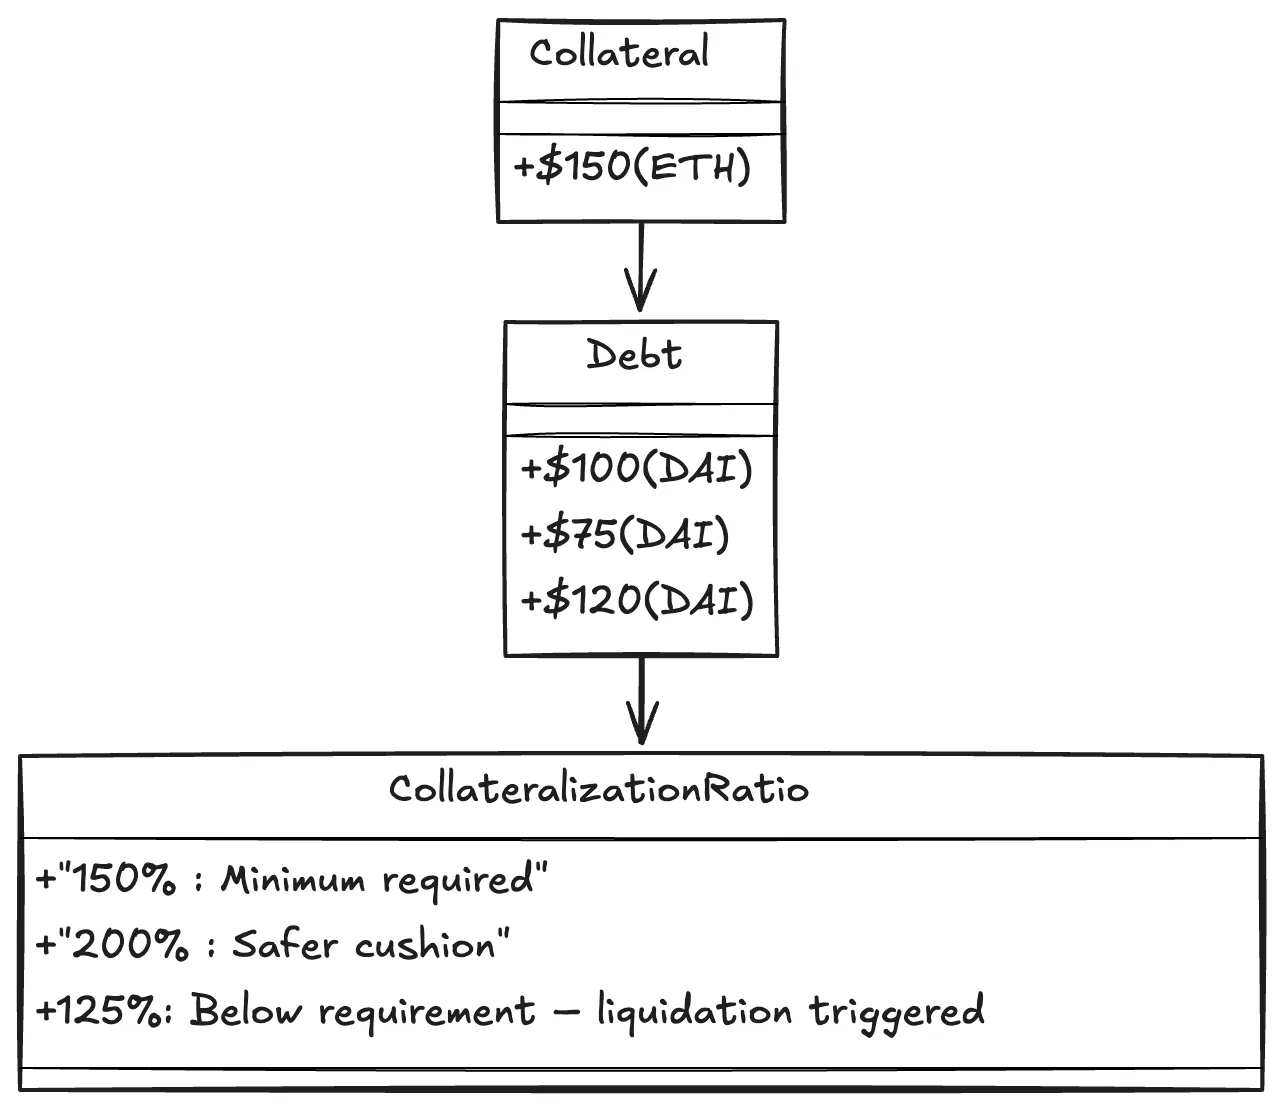 Collateral
+$150(ETH)
Debt
+$100(DAI)
+$75(DAI)
+$120(DAI)
CollateralizationRatio
+"150% : Minimum required"
+"200% : Safer cushion"
+125%: Below requirement — liquidation triggered